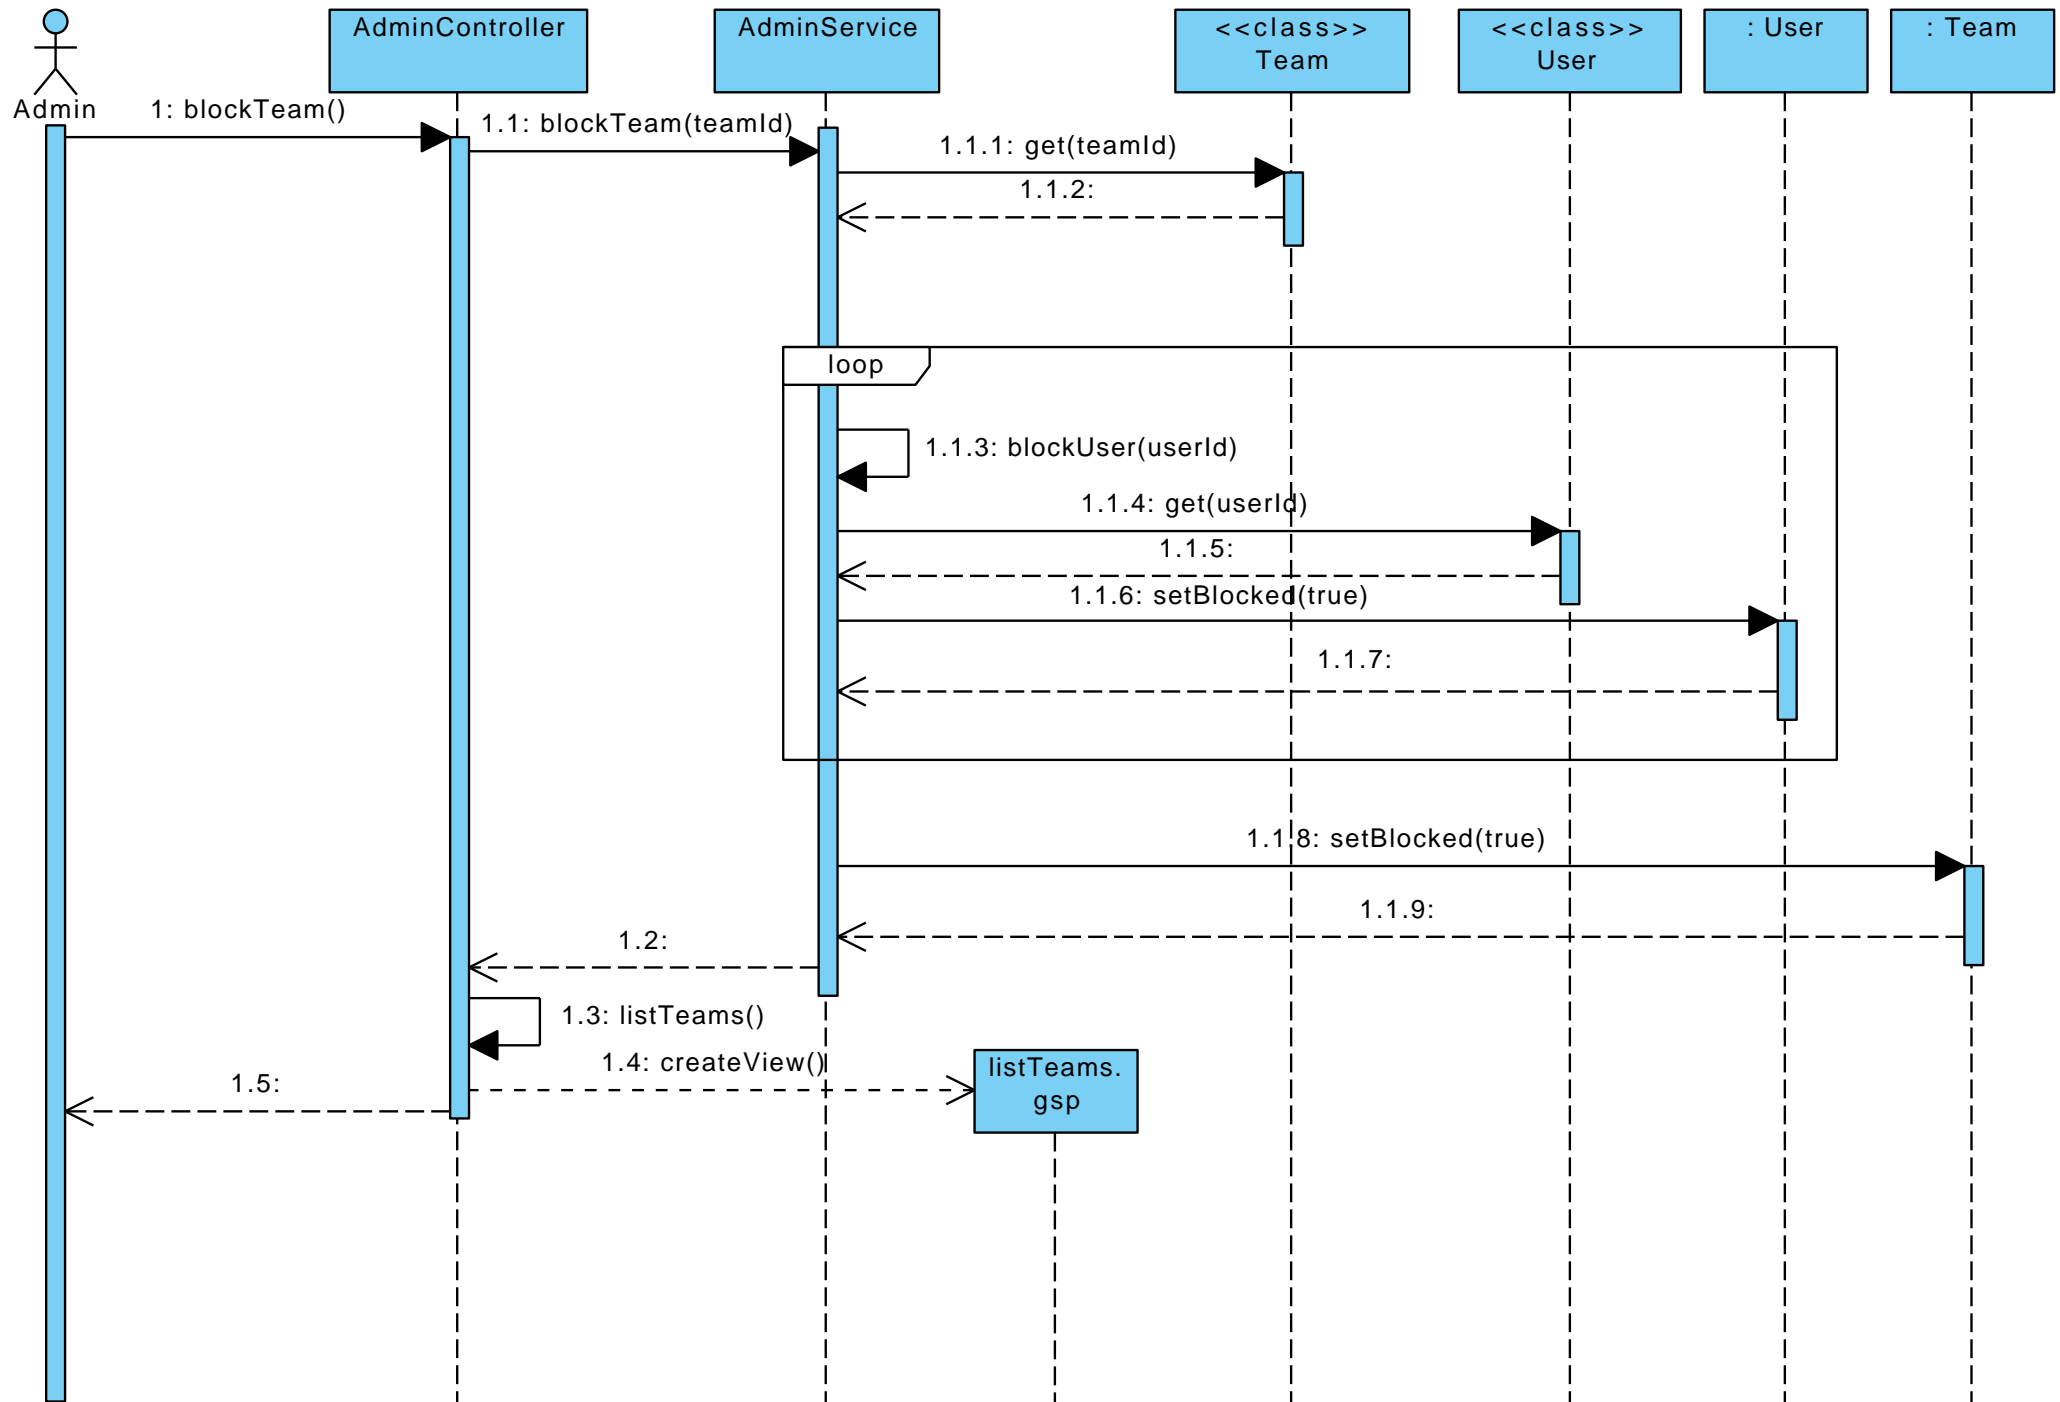 AdminController
AdminService
<<class>>
Team
<<class>>
User
: User
: Team
Admin
1: blockTeam()
1.1: blockTeam(teamId)
1.1.1: get(teamId)
1.1.2:
loop
1.1.3: blockUser(userId)
1.1.4: get(userId)
1.1.5:
1.1.6: setBlocked(true)
1.1.7:
1.1.8: setBlocked(true)
1.1.9:
1.2:
1.3: listTeams()
1.4: createView()
listTeams.
gsp
1.5: